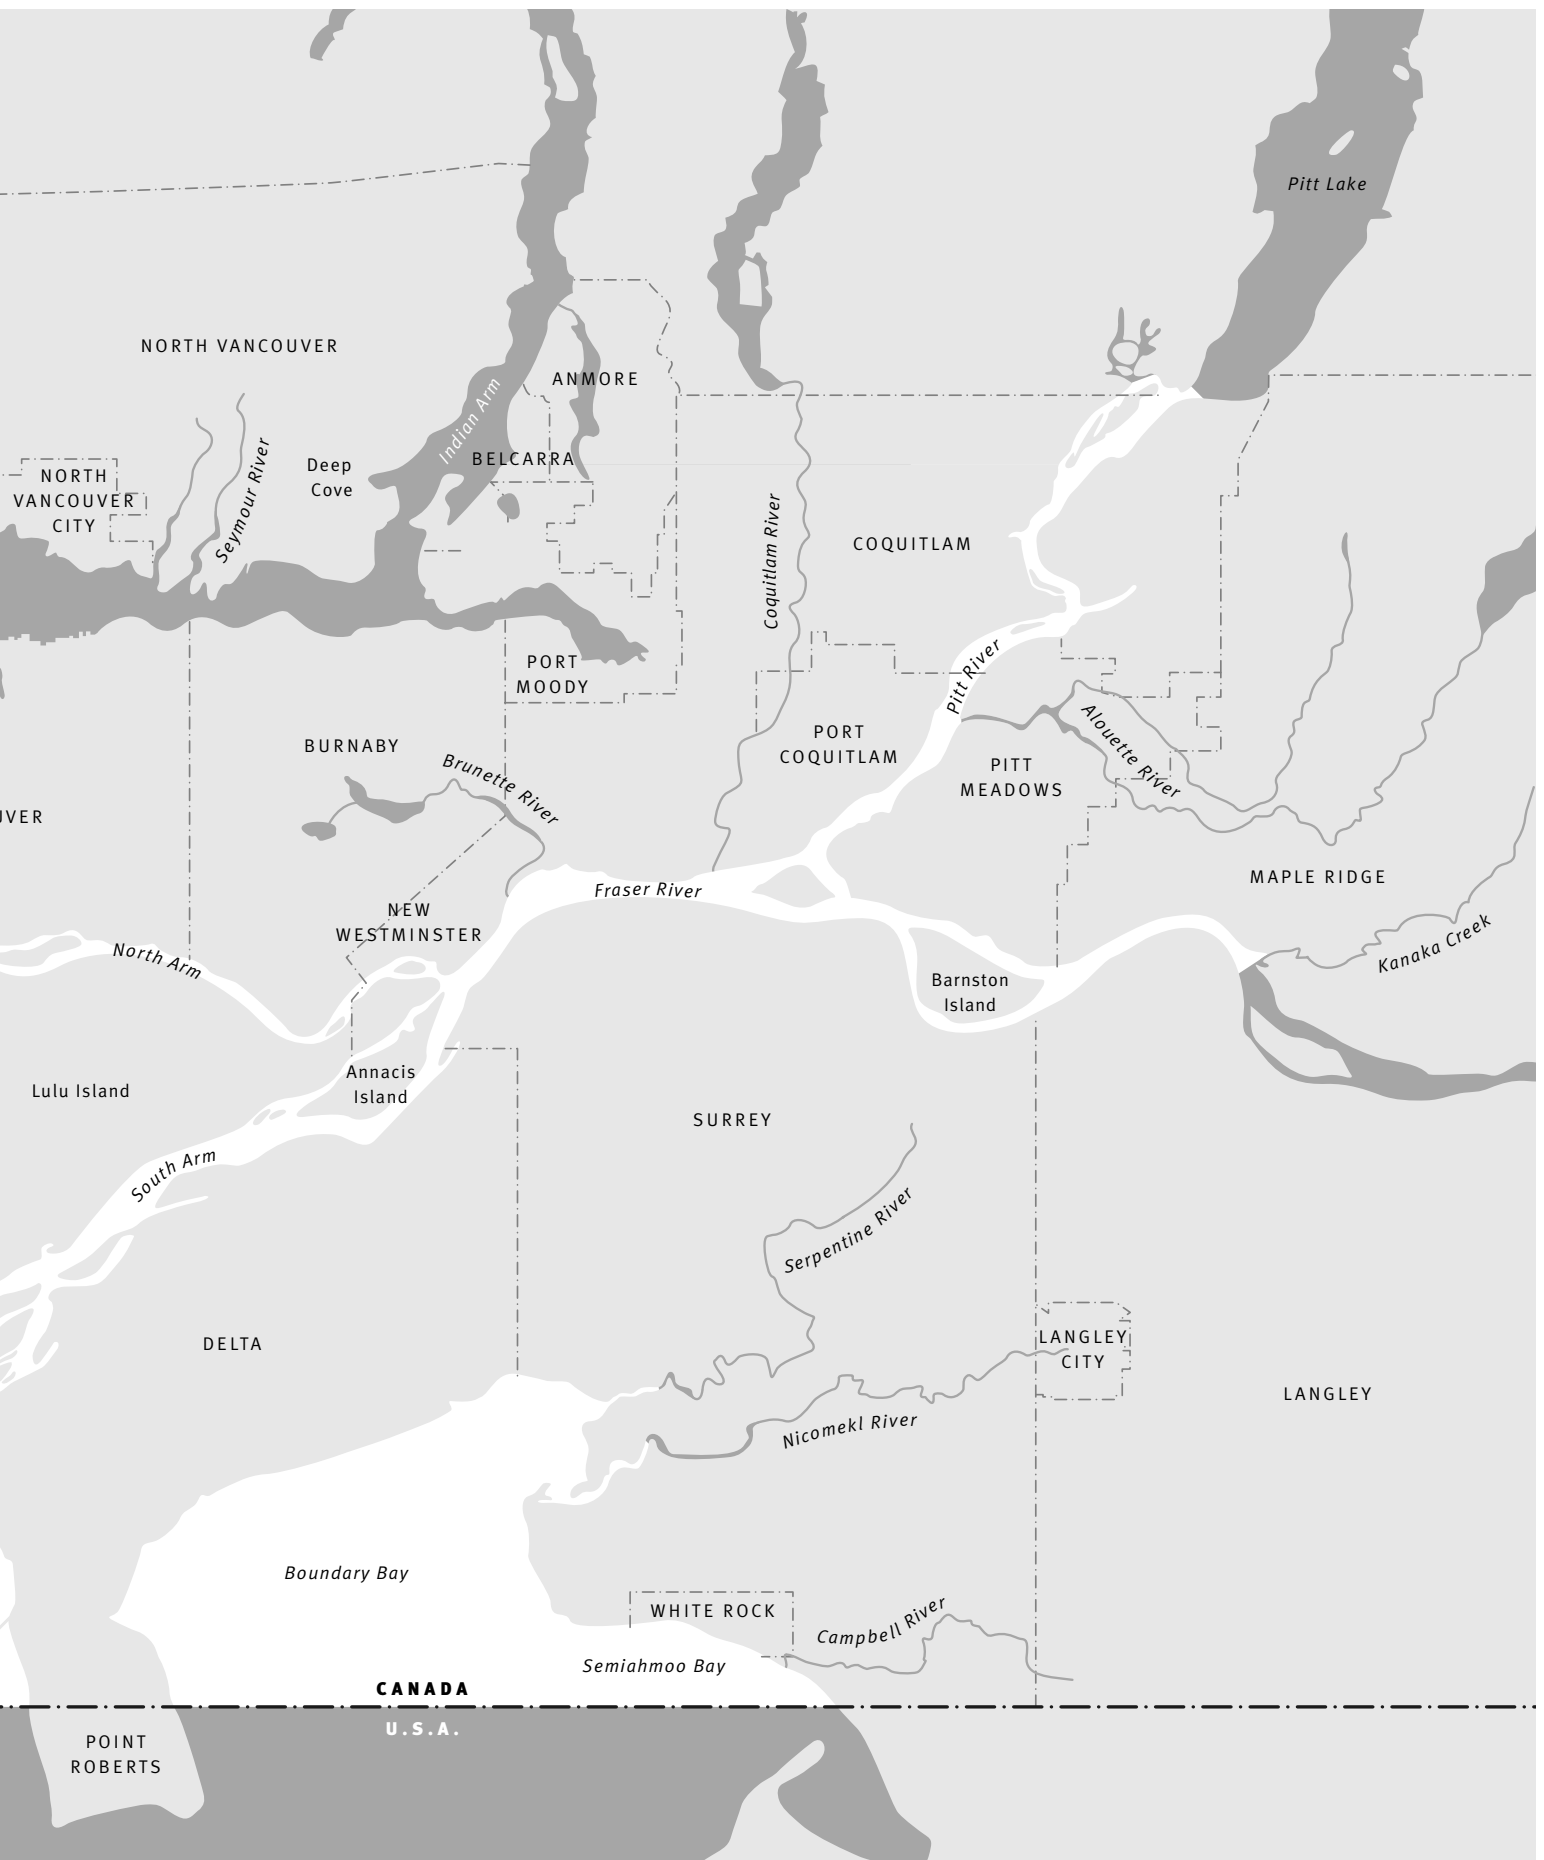 Pitt Lake
NORTH VANCOUVER
ANMORE
Indian Arm
BELCARRA
Deep
Cove
Seymour River
NORTH
VANCOUVER
CITY
Coquitlam River
COQUITLAM
PORT
MOODY
Pitt River
Alouette River
BURNABY
Brunette River
PORT
COQUITLAM
PITT
MEADOWS
UVER
MAPLE RIDGE
Fraser River
NEW
WESTMINSTER
North Arm
Kanaka Creek
Barnston
Island
Annacis
Island
Lulu Island
SURREY
South Arm
Serpentine River
DELTA
LANGLEY
CITY
LANGLEY
Nicomekl River
Boundary Bay
WHITE ROCK
Campbell River
Semiahmoo Bay
CANADA
U.S.A.
POINT
ROBERTS